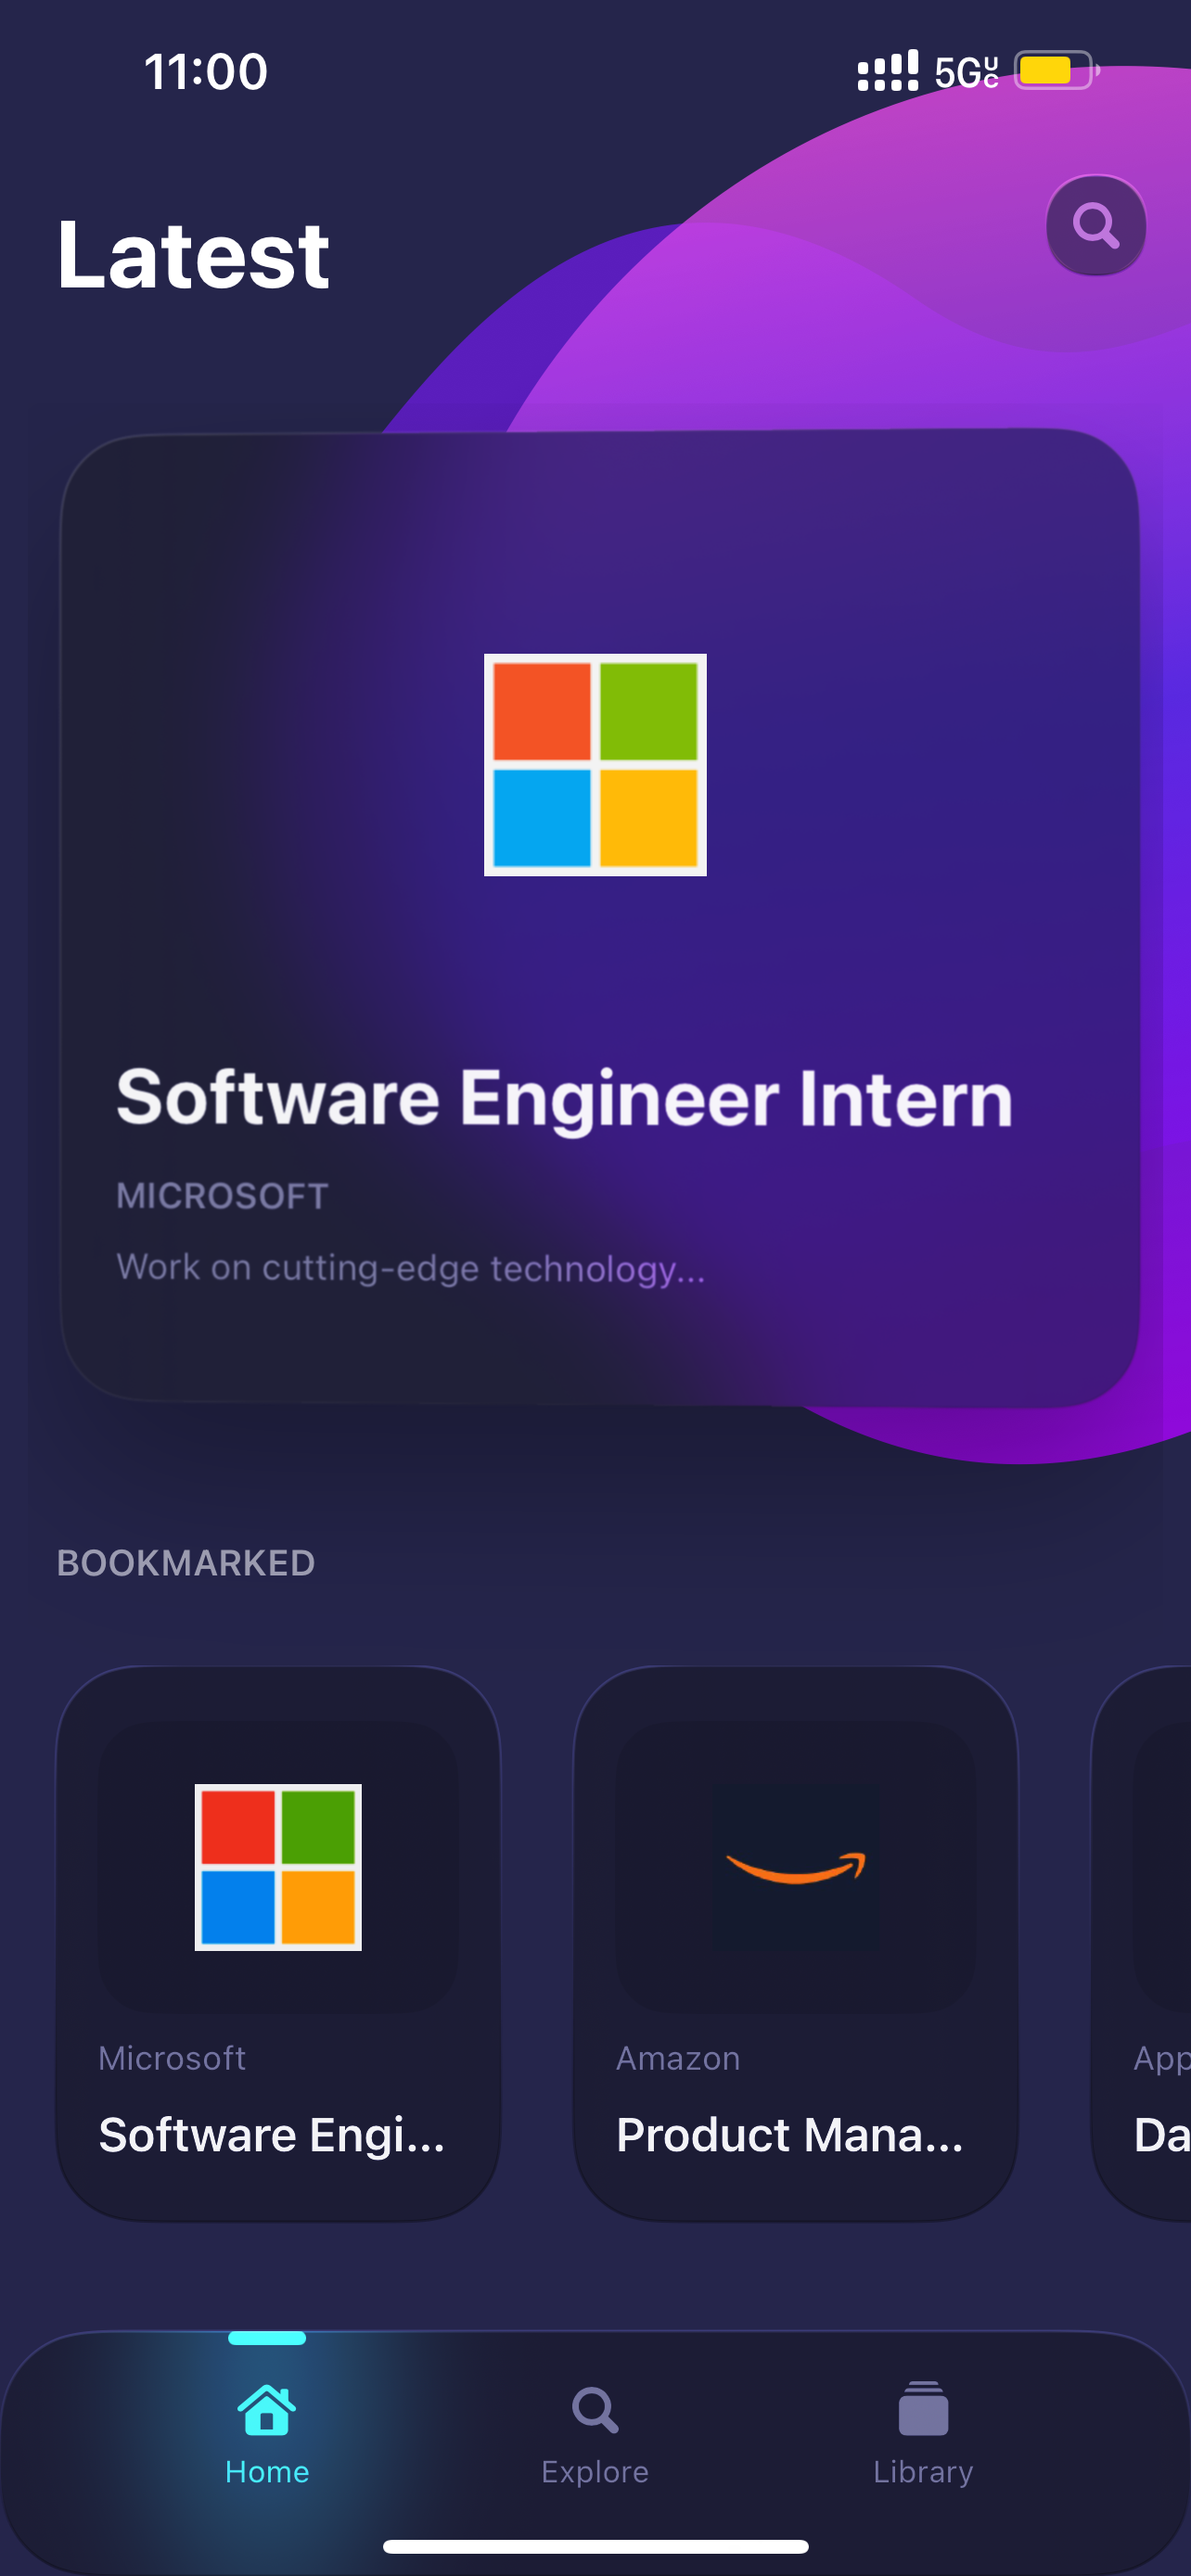 11:00
5G UC
Latest
Software Engineer Intern
MICROSOFT
Work on cutting-edge technology...
BOOKMARKED
Microsoft
Amazon
App
Software Engi...
Product Mana...
Da
Home
Explore
Library